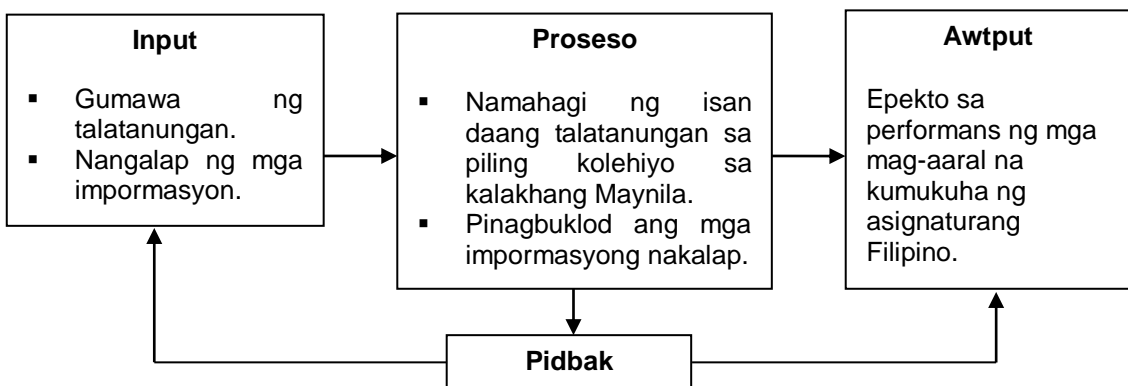 Input
▪ Gumawa ng
talatanungan.
▪ Nangalap ng mga
impormasyon.
Proseso
▪ Namahagi ng isan
daang talatanungan sa
piling kolehiyo sa
kalakhang Maynila.
▪ Pinagbuklod ang mga
impormasyong nakalap.
Awtput
Epekto sa
performans ng mga
mag-aaral na
kumukuha ng
asignaturang
Filipino.
Pidbak